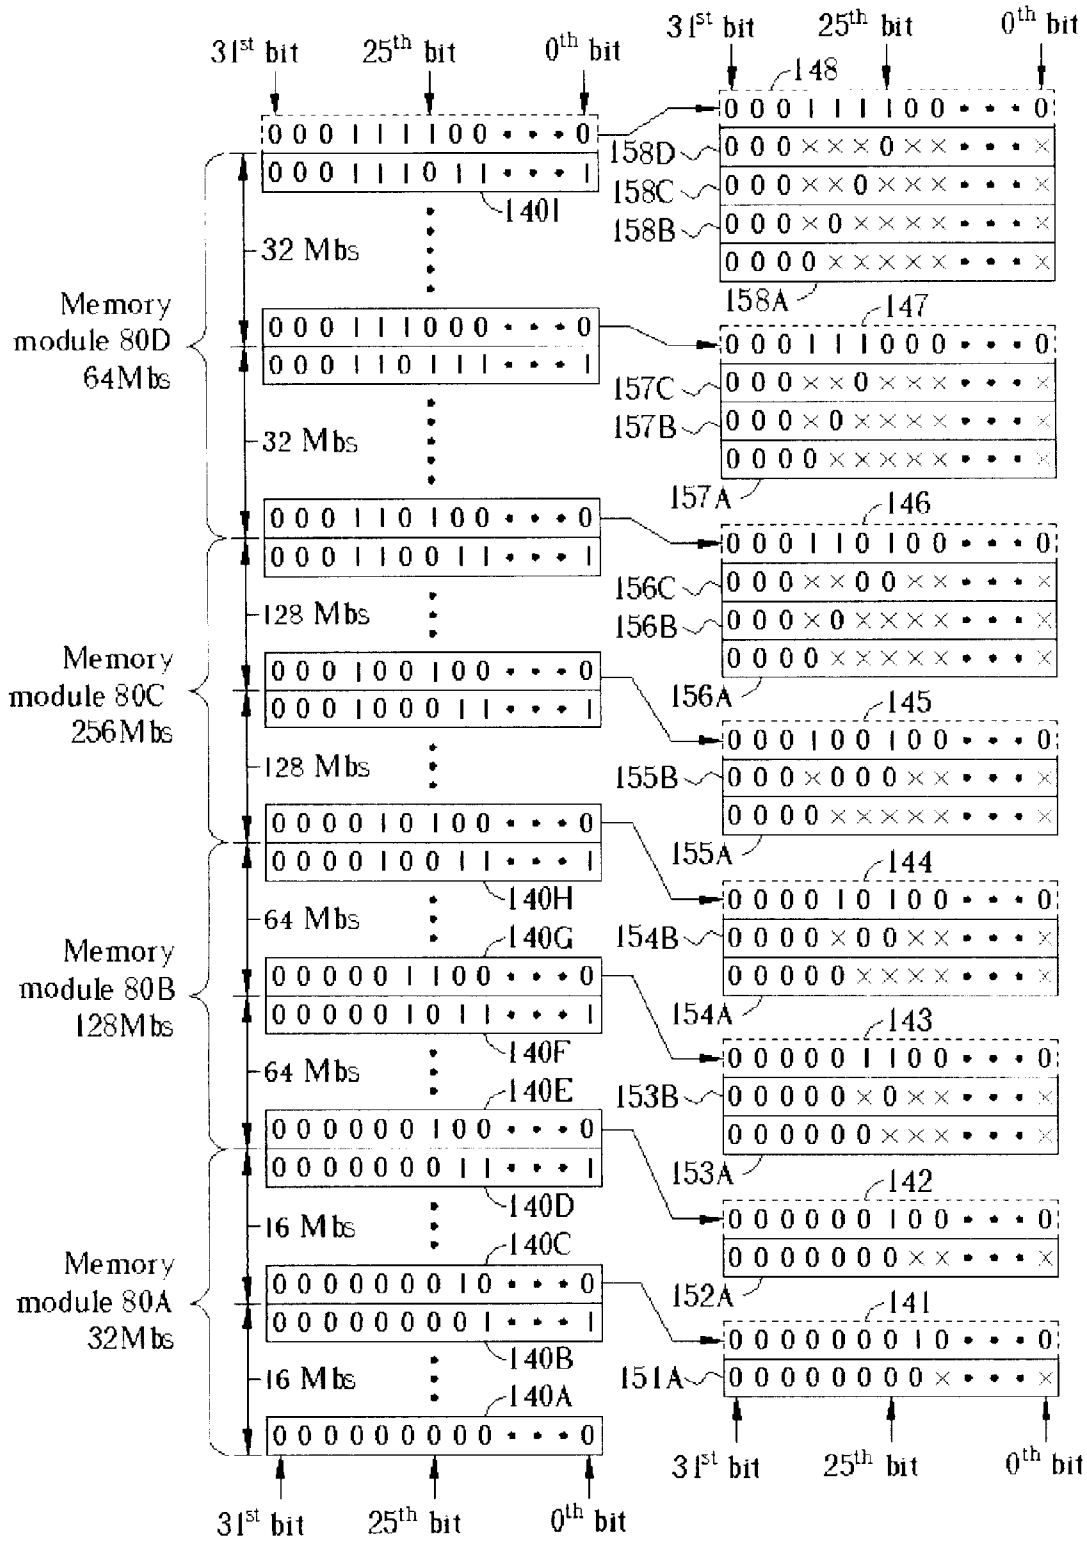 31st bit 25th bit 0th bit
0 0 0 1 1 1 1 0 0 • • • 0
0 0 0 1 1 1 0 1 1 • • • 1
140I
32 Mbs
Memory
module 80D
64Mbs
0 0 0 1 1 1 0 0 0 • • • 0
0 0 0 1 1 0 1 1 1 • • • 1
32 Mbs
0 0 0 1 1 0 1 0 0 • • • 0
0 0 0 1 1 0 0 1 1 • • • 1
128 Mbs
Memory
module 80C
256Mbs
0 0 0 1 0 0 1 0 0 • • • 0
0 0 0 1 0 0 0 1 1 • • • 1
128 Mbs
0 0 0 0 1 0 1 0 0 • • • 0
0 0 0 0 1 0 0 1 1 • • • 1
140H
64 Mbs
140G
Memory
module 80B
128Mbs
0 0 0 0 0 1 1 0 0 • • • 0
0 0 0 0 0 1 0 1 1 • • • 1
140F
64 Mbs
140E
0 0 0 0 0 0 1 0 0 • • • 0
0 0 0 0 0 0 0 1 1 • • • 1
140D
16 Mbs
140C
Memory
module 80A
32Mbs
0 0 0 0 0 0 0 1 0 • • • 0
0 0 0 0 0 0 0 0 1 • • • 1
140B
16 Mbs
140A
0 0 0 0 0 0 0 0 0 • • • 0
31st bit 25th bit 0th bit
31st bit 25th bit 0th bit
148
0 0 0 1 1 1 1 0 0 • • • 0
158D 0 0 0 × × × 0 × × • • • ×
158C 0 0 0 × × 0 × × × • • • ×
158B 0 0 0 × 0 × × × × • • • ×
0 0 0 0 × × × × × • • • ×
158A
147
0 0 0 1 1 1 0 0 0 • • • 0
157C 0 0 0 × × 0 × × × • • • ×
157B 0 0 0 × 0 × × × × • • • ×
0 0 0 0 × × × × × • • • ×
157A
146
0 0 0 1 1 0 1 0 0 • • • 0
156C 0 0 0 × × 0 0 × × • • • ×
156B 0 0 0 × 0 × × × × • • • ×
0 0 0 0 × × × × × • • • ×
156A
145
0 0 0 1 0 0 1 0 0 • • • 0
155B 0 0 0 × 0 0 0 × × • • • ×
0 0 0 0 × × × × × • • • ×
155A
144
0 0 0 0 1 0 1 0 0 • • • 0
154B 0 0 0 0 × 0 0 × × • • • ×
0 0 0 0 0 × × × × • • • ×
154A
143
0 0 0 0 0 1 1 0 0 • • • 0
153B 0 0 0 0 0 × 0 × × • • • ×
0 0 0 0 0 0 × × × • • • ×
153A
142
0 0 0 0 0 0 1 0 0 • • • 0
0 0 0 0 0 0 0 × × • • • ×
152A
141
0 0 0 0 0 0 0 1 0 • • • 0
151A 0 0 0 0 0 0 0 0 × • • • ×
31st bit 25th bit 0th bit